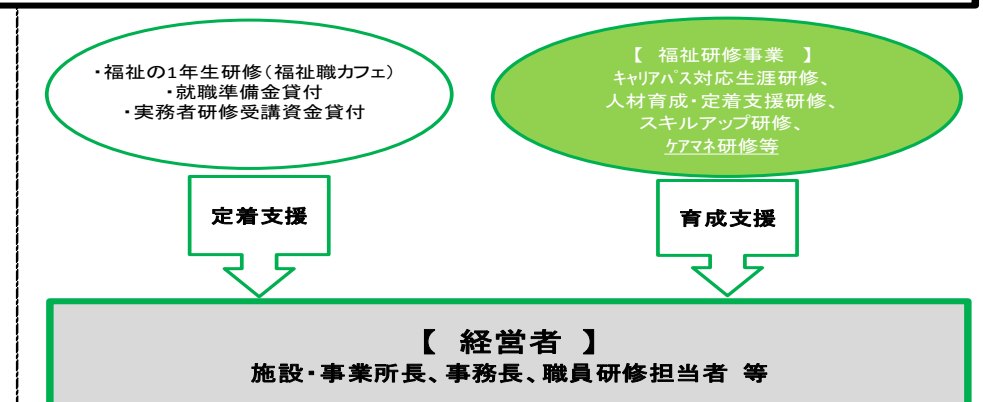 ・福祉の1年生研修（福祉職カフェ）
・就職準備金貸付
・実務者研修受講資金貸付
【 福祉研修事業 】
ｷｬﾘｱﾊﾟｽ対応生涯研修、
人材育成・定着支援研修、
スキルアップ研修、
ｹｱﾏﾈ研修等
定着支援
育成支援
【 経営者 】
施設・事業所長、事務長、職員研修担当者 等